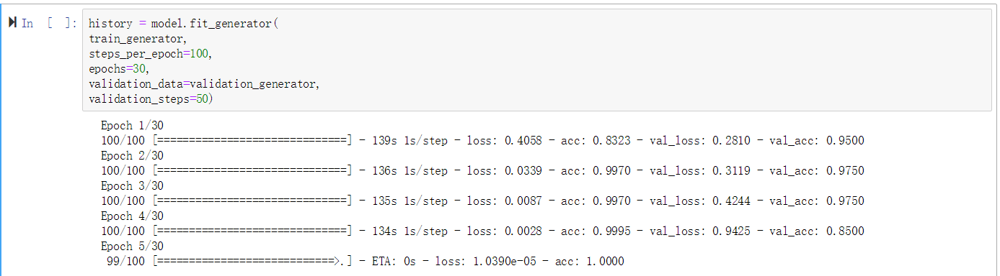 In [ ]: history = model.fit_generator(
train_generator,
steps_per_epoch=100,
epochs=30,
validation_data=validation_generator,
validation_steps=50)
Epoch 1/30
100/100 [==============================] - 139s 1s/step - loss: 0.4058 - acc: 0.8323 - val_loss: 0.2810 - val_acc: 0.9500
Epoch 2/30
100/100 [==============================] - 136s 1s/step - loss: 0.0339 - acc: 0.9970 - val_loss: 0.3119 - val_acc: 0.9750
Epoch 3/30
100/100 [==============================] - 135s 1s/step - loss: 0.0087 - acc: 0.9970 - val_loss: 0.4244 - val_acc: 0.9750
Epoch 4/30
100/100 [==============================] - 134s 1s/step - loss: 0.0028 - acc: 0.9995 - val_loss: 0.9425 - val_acc: 0.8500
Epoch 5/30
99/100 [============================>.] - ETA: 0s - loss: 1.0390e-05 - acc: 1.0000